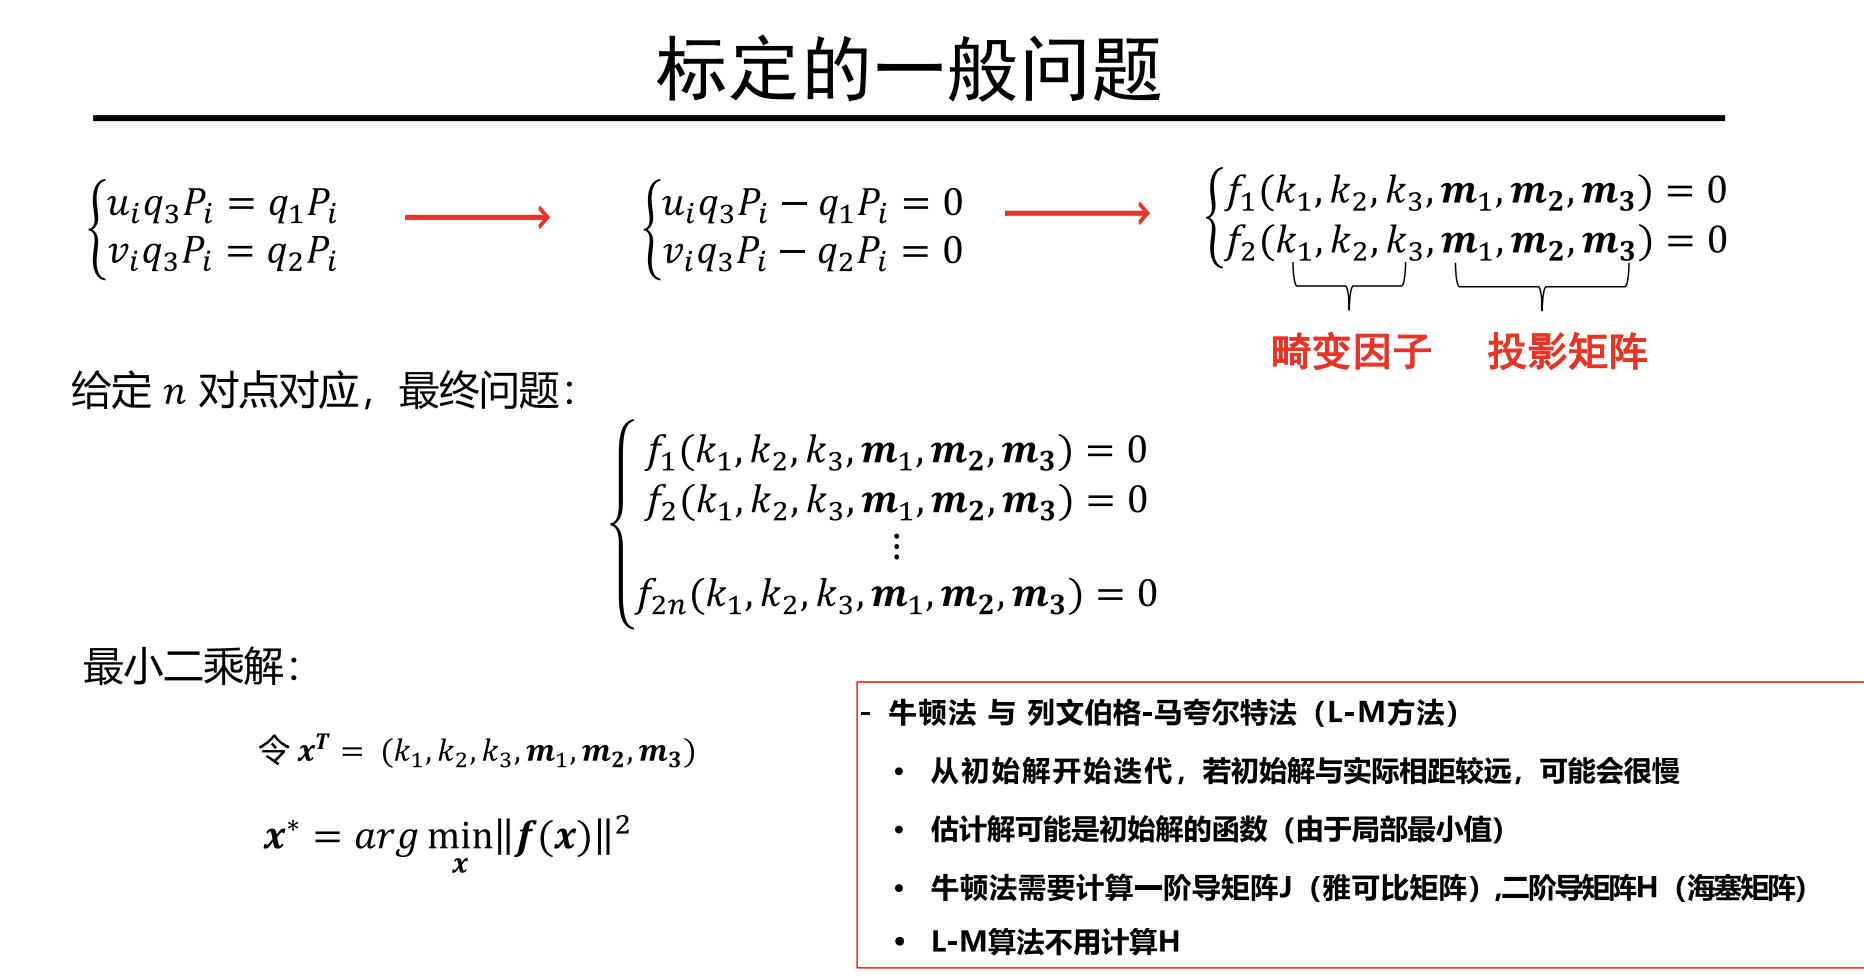 标定的一般问题
{u_i q_3 P_i = q_1 P_i
v_i q_3 P_i = q_2 P_i
{u_i q_3 P_i − q_1 P_i = 0
v_i q_3 P_i − q_2 P_i = 0
{f_1(k_1, k_2, k_3, m_1, m_2, m_3) = 0
f_2(k_1, k_2, k_3, m_1, m_2, m_3) = 0
畸变因子 投影矩阵
给定 n 对点对应，最终问题：
{f_1(k_1, k_2, k_3, m_1, m_2, m_3) = 0
f_2(k_1, k_2, k_3, m_1, m_2, m_3) = 0
⋮
f_{2n}(k_1, k_2, k_3, m_1, m_2, m_3) = 0
最小二乘解：
令 x^T = (k_1, k_2, k_3, m_1, m_2, m_3)
x^* = arg min_x ‖f(x)‖^2
- 牛顿法 与 列文伯格-马夸尔特法（L-M方法）
• 从初始解开始迭代，若初始解与实际相距较远，可能会很慢
• 估计解可能是初始解的函数（由于局部最小值）
• 牛顿法需要计算一阶导矩阵J（雅可比矩阵）,二阶导矩阵H（海塞矩阵）
• L-M算法不用计算H